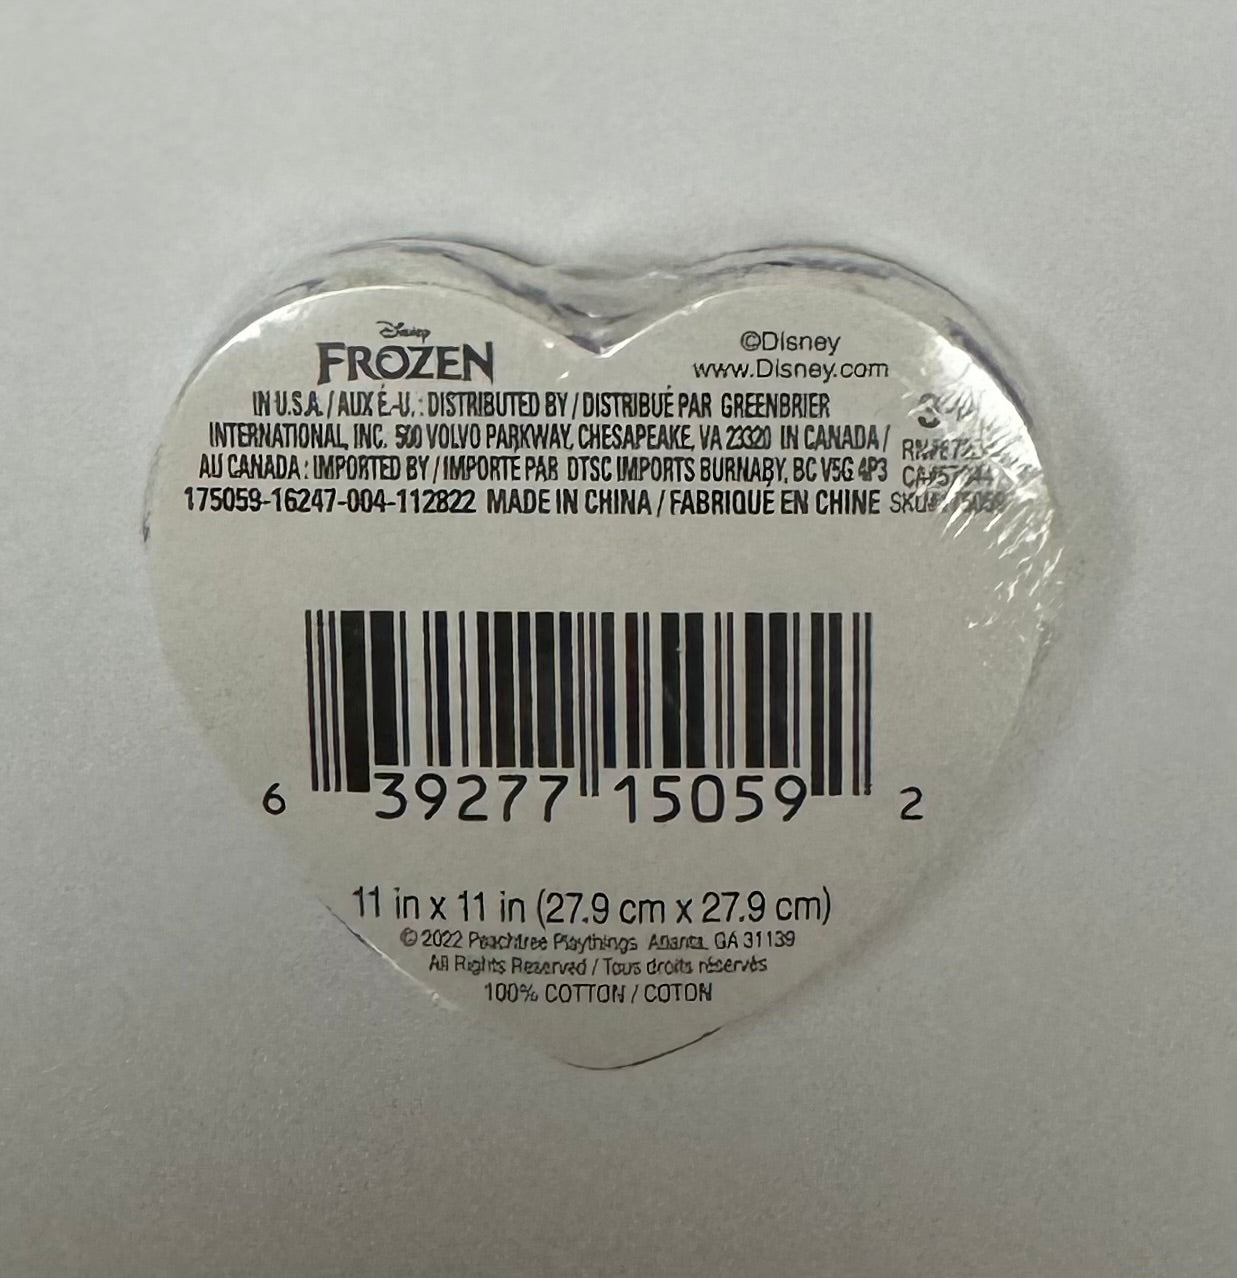 Disney
FROZEN
©Disney
www.Disney.com
IN U.S.A. / AUX É.-U. : DISTRIBUTED BY / DISTRIBUÉ PAR GREENBRIER
INTERNATIONAL, INC. 500 VOLVO PARKWAY, CHESAPEAKE, VA 23320 IN CANADA /
AU CANADA : IMPORTED BY / IMPORTÉ PAR DTSC IMPORTS BURNABY, BC V5G 4P3
175059-16247-004-112822 MADE IN CHINA / FABRIQUÉ EN CHINE
3+
SKU#175059
6 39277 15059 2
11 in x 11 in (27.9 cm x 27.9 cm)
© 2022 Peachtree Playthings Atlanta, GA 31139
All Rights Reserved / Tous droits réservés
100% COTTON / COTON